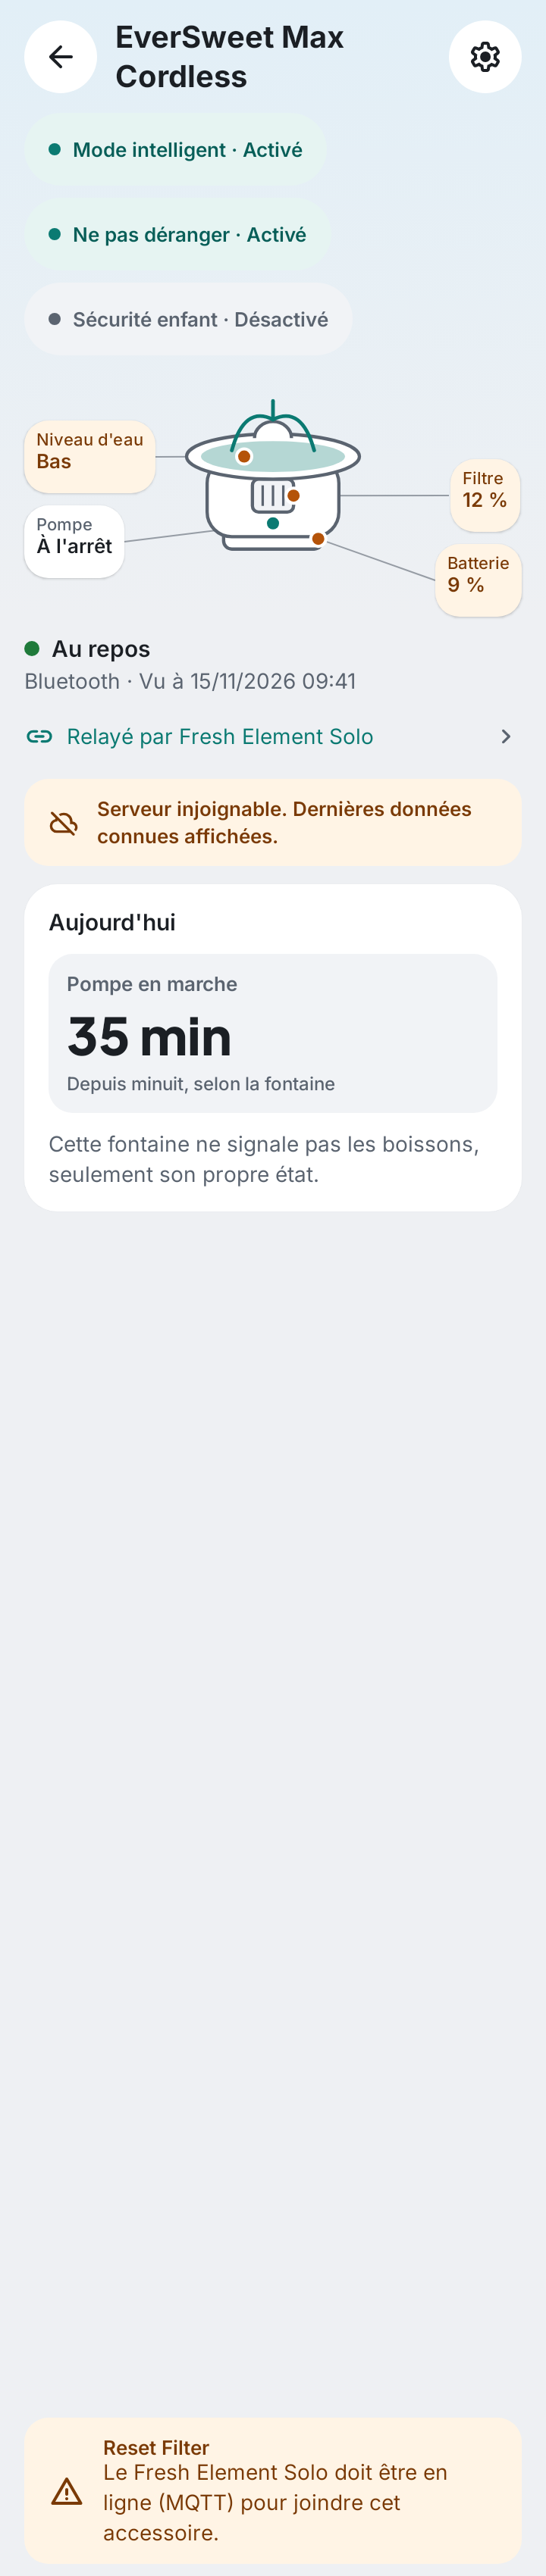 EverSweet Max
Cordless
Mode intelligent · Activé
Ne pas déranger · Activé
Sécurité enfant · Désactivé
Niveau d'eau
Bas
Filtre
12 %
Pompe
À l'arrêt
Batterie
9 %
Au repos
Bluetooth · Vu à 15/11/2026 09:41
Relayé par Fresh Element Solo
Serveur injoignable. Dernières données
connues affichées.
Aujourd'hui
Pompe en marche
35 min
Depuis minuit, selon la fontaine
Cette fontaine ne signale pas les boissons,
seulement son propre état.
Reset Filter
Le Fresh Element Solo doit être en
ligne (MQTT) pour joindre cet
accessoire.